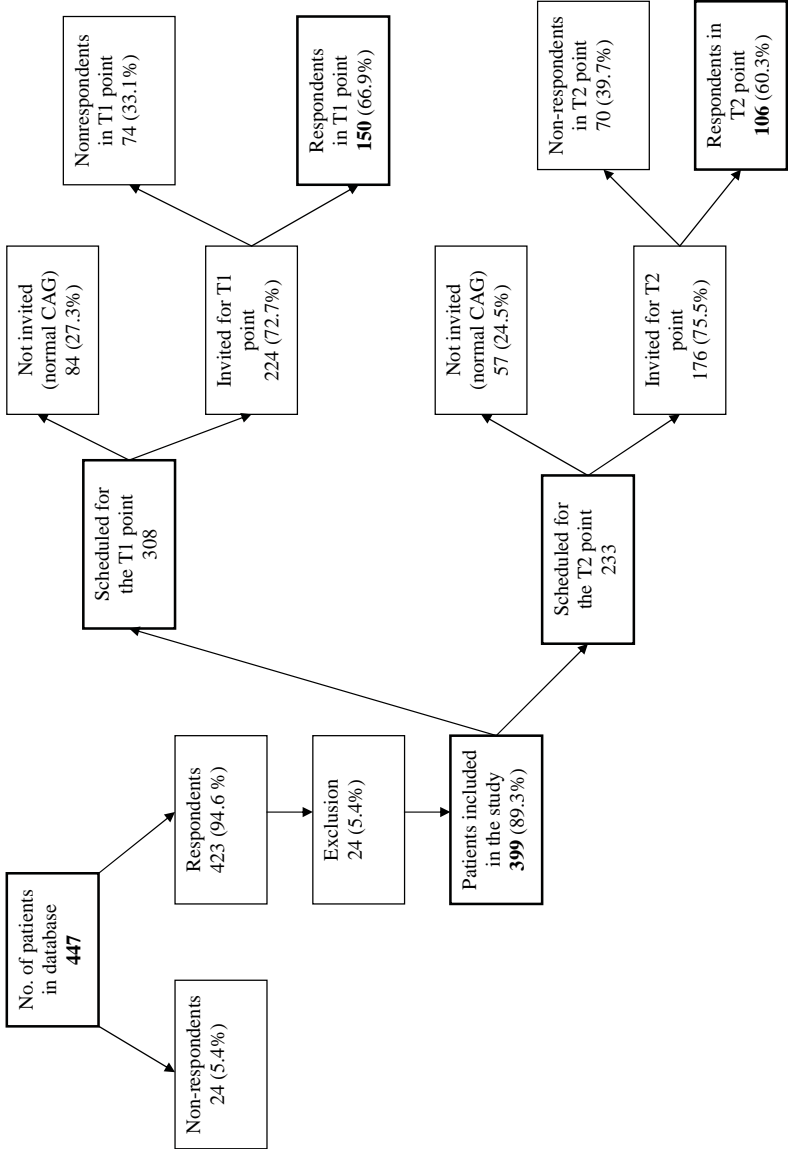 No. of patients
in database
447
Non-respondents
24 (5.4%)
Respondents
423 (94.6 %)
Exclusion
24 (5.4%)
Patients included
in the study
399 (89.3%)
Scheduled for
the T1 point
308
Not invited
(normal CAG)
84 (27.3%)
Invited for T1
point
224 (72.7%)
Nonrespondents
in T1 point
74 (33.1%)
Respondents
in T1 point
150 (66.9%)
Scheduled for
the T2 point
233
Not invited
(normal CAG)
57 (24.5%)
Invited for T2
point
176 (75.5%)
Non-respondents
in T2 point
70 (39.7%)
Respondents in
T2 point
106 (60.3%)